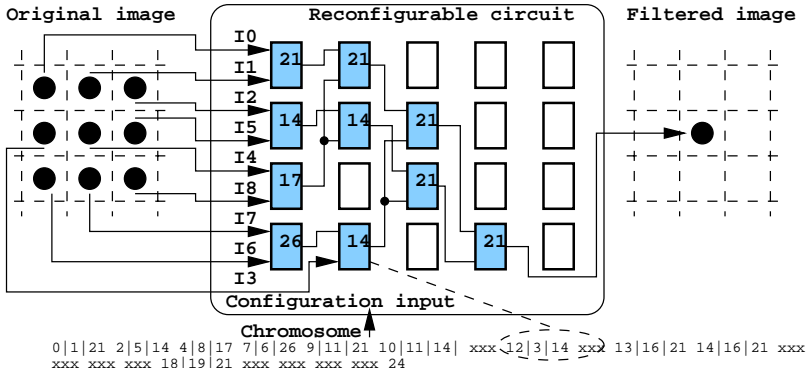 Original image Reconfigurable circuit Filtered image
I0
21 21
I1
I2
14 14 21
I5
I4
17 21
I8
I7
26 14 21
I6
I3
Configuration input
Chromosome
0|1|21 2|5|14 4|8|17 7|6|26 9|11|21 10|11|14| xxx 12|3|14 xxx 13|16|21 14|16|21 xxx
xxx xxx xxx 18|19|21 xxx xxx xxx xxx 24